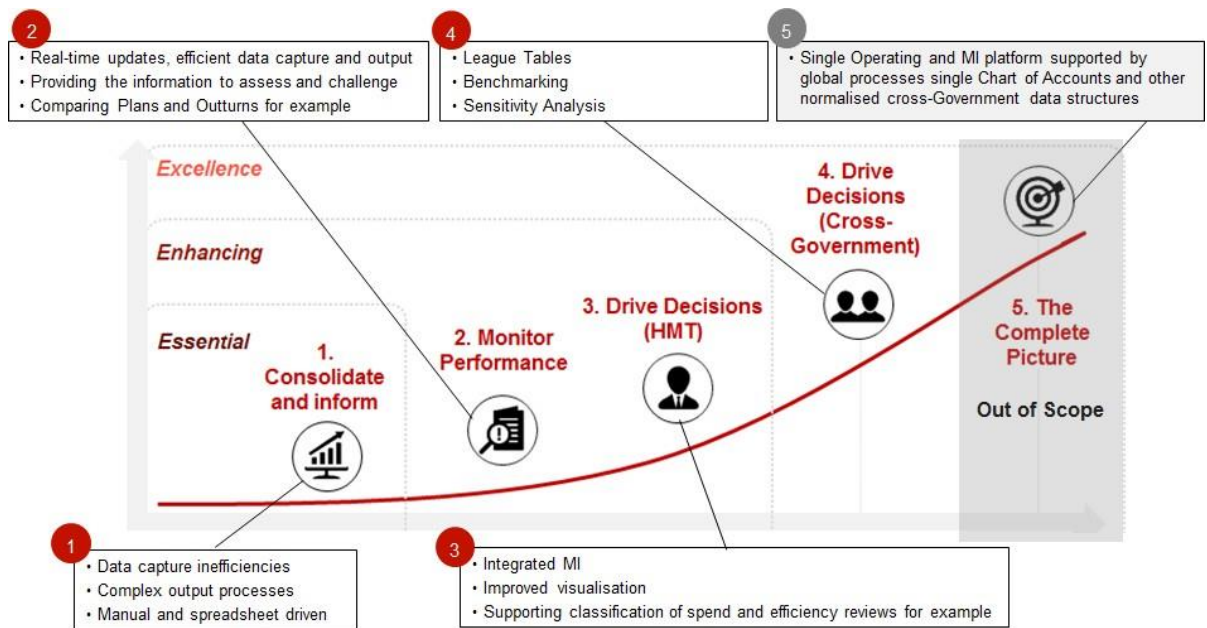 2
• Real-time updates, efficient data capture and output
• Providing the information to assess and challenge
• Comparing Plans and Outturns for example
4
• League Tables
• Benchmarking
• Sensitivity Analysis
5
• Single Operating and MI platform supported by
global processes single Chart of Accounts and other
normalised cross-Government data structures
Excellence
Enhancing
Essential
1.
Consolidate
and inform
2. Monitor
Performance
3. Drive Decisions
(HMT)
4. Drive
Decisions
(Cross-
Government)
5. The
Complete
Picture
Out of Scope
1
• Data capture inefficiencies
• Complex output processes
• Manual and spreadsheet driven
3
• Integrated MI
• Improved visualisation
• Supporting classification of spend and efficiency reviews for example